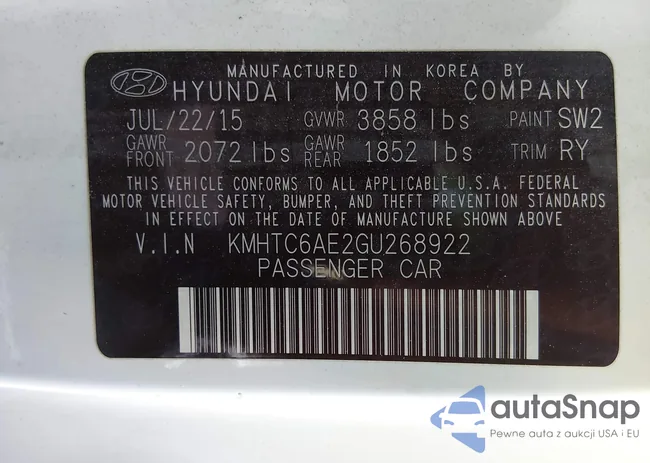 MANUFACTURED IN KOREA BY
HYUNDAI MOTOR COMPANY
JUL/22/15 GVWR 3858 lbs PAINT SW2
GAWR FRONT 2072 lbs GAWR REAR 1852 lbs TRIM RY
THIS VEHICLE CONFORMS TO ALL APPLICABLE U.S.A. FEDERAL
MOTOR VEHICLE SAFETY, BUMPER, AND THEFT PREVENTION STANDARDS
IN EFFECT ON THE DATE OF MANUFACTURE SHOWN ABOVE
V.I.N KMHTC6AE2GU268922
PASSENGER CAR
autaSnap
Pewne auta z aukcji USA i EU